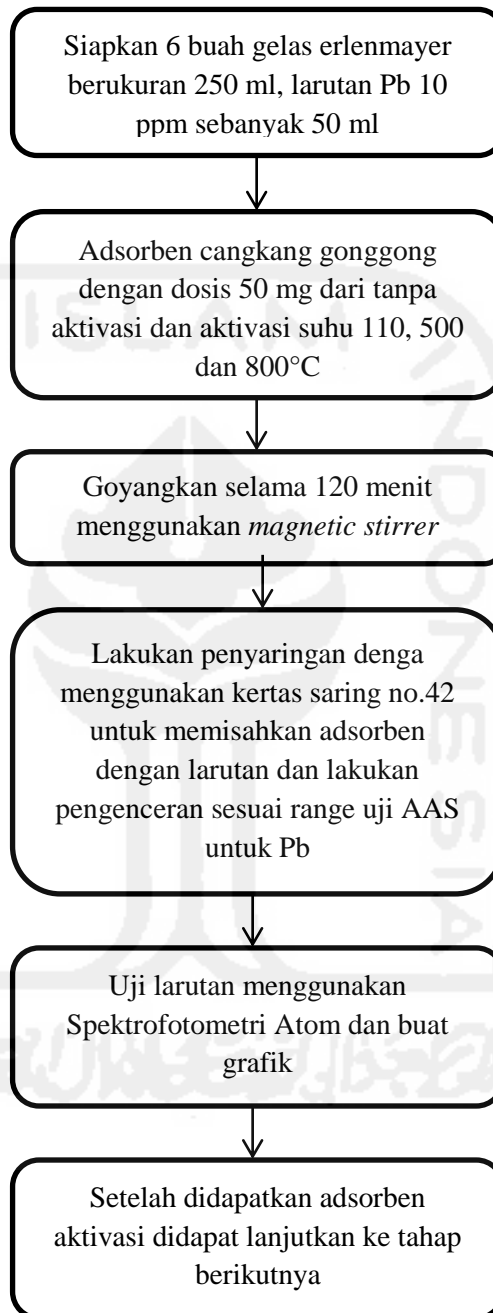 Siapkan 6 buah gelas erlenmayer
berukuran 250 ml, larutan Pb 10
ppm sebanyak 50 ml
Adsorben cangkang gonggong
dengan dosis 50 mg dari tanpa
aktivasi dan aktivasi suhu 110, 500
dan 800°C
Goyangkan selama 120 menit
menggunakan magnetic stirrer
Lakukan penyaringan denga
menggunakan kertas saring no.42
untuk memisahkan adsorben
dengan larutan dan lakukan
pengenceran sesuai range uji AAS
untuk Pb
Uji larutan menggunakan
Spektrofotometri Atom dan buat
grafik
Setelah didapatkan adsorben
aktivasi didapat lanjutkan ke tahap
berikutnya
ISLAM
INDONESIA